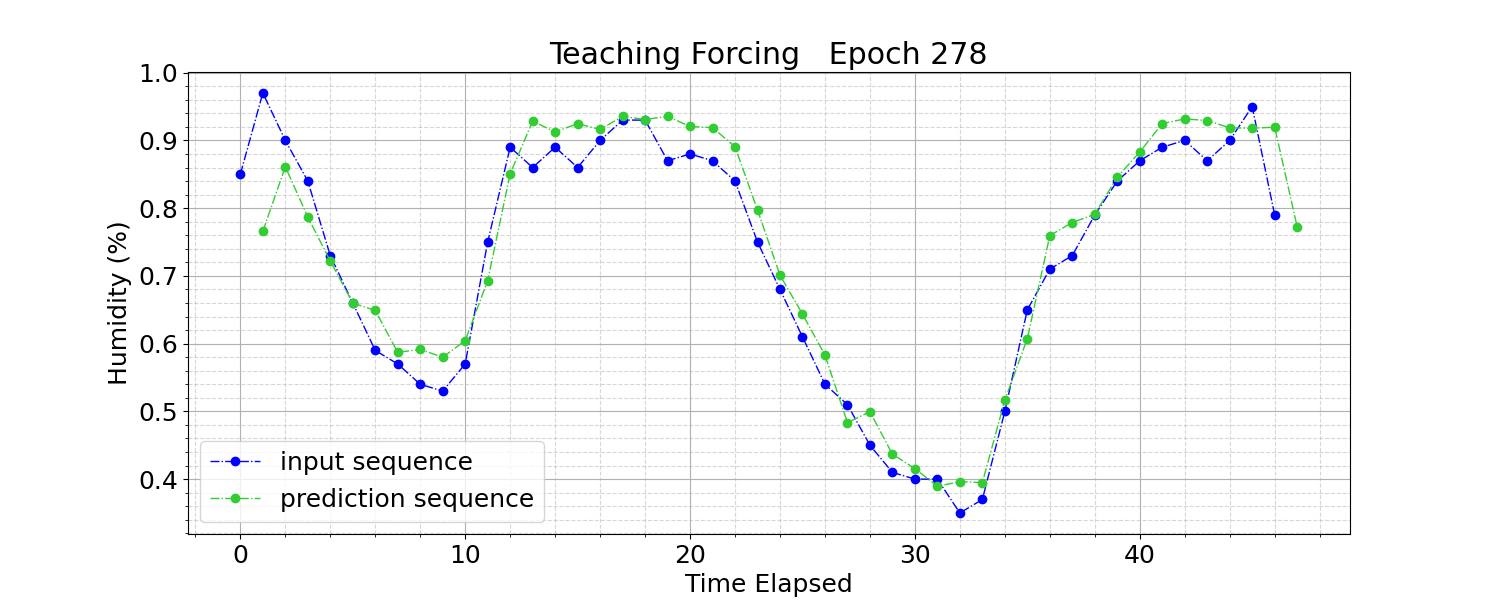 Teaching Forcing   Epoch 278
Humidity (%)
1.0
0.9
0.8
0.7
0.6
0.5
0.4
input sequence
prediction sequence
0 10 20 30 40
Time Elapsed